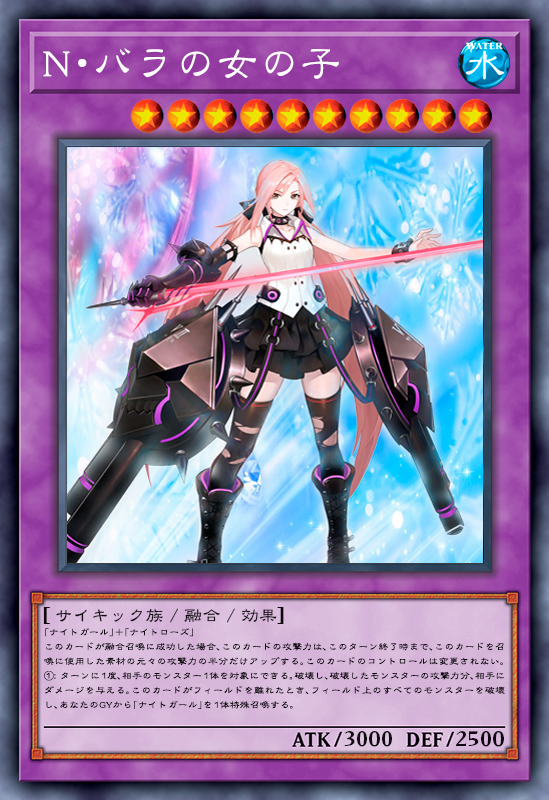 N・バラの女の子
WATER
水
[サイキック族/融合/効果]
「ナイトガール」+「ナイトローズ」
このカードが融合召喚に成功した場合、このカードの攻撃力は、このターン終了時まで、このカードを召
喚に使用した素材の元々の攻撃力の半分だけアップする。このカードのコントロールは変更されない。
①:ターンに1度、相手のモンスター1体を対象にできる。破壊し、破壊したモンスターの攻撃力分、相手に
ダメージを与える。このカードがフィールドを離れたとき、フィールド上のすべてのモンスターを破壊
し、あなたのGYから「ナイトガール」を1体特殊召喚する。
ATK/3000 DEF/2500